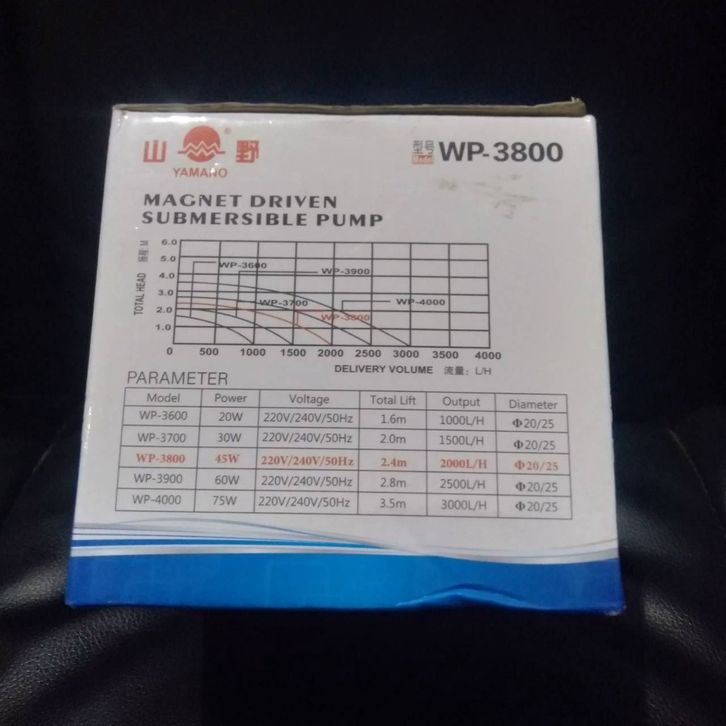 山 ® 野
YAMANO
型号 Model WP-3800
MAGNET DRIVEN
SUBMERSIBLE PUMP
TOTAL HEAD 扬程: M
6.0
5.0
4.0
3.0
2.0
1.0
WP-3600
WP-3900
WP-3700
WP-4000
WP-3800
0 500 1000 1500 2000 2500 3000 3500 4000
DELIVERY VOLUME 流量: L/H
PARAMETER
Model Power Voltage Total Lift Output Diameter
WP-3600 20W 220V/240V/50Hz 1.6m 1000L/H Φ20/25
WP-3700 30W 220V/240V/50Hz 2.0m 1500L/H Φ20/25
WP-3800 45W 220V/240V/50Hz 2.4m 2000L/H Φ20/25
WP-3900 60W 220V/240V/50Hz 2.8m 2500L/H Φ20/25
WP-4000 75W 220V/240V/50Hz 3.5m 3000L/H Φ20/25